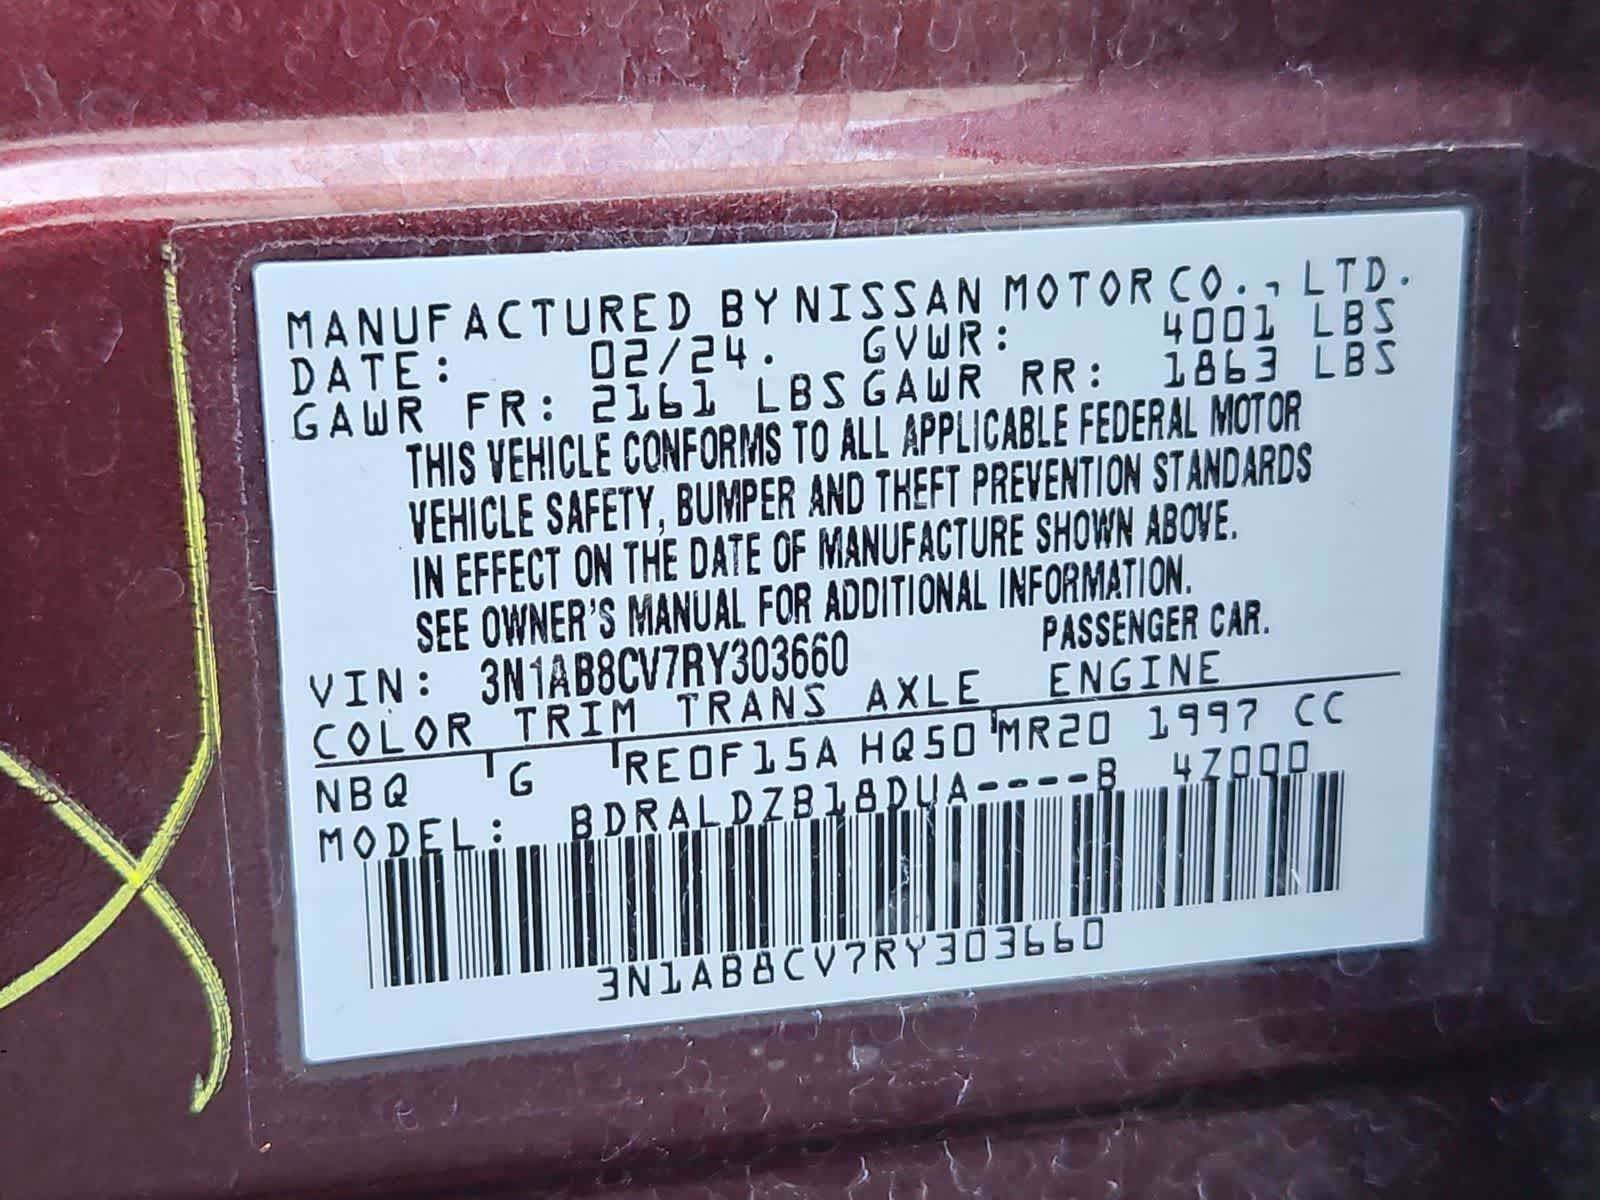 MANUFACTURED BY NISSAN MOTOR CO., LTD.
DATE: 02/24. GVWR: 4001 LBS
GAWR FR: 2161 LBS GAWR RR: 1863 LBS
THIS VEHICLE CONFORMS TO ALL APPLICABLE FEDERAL MOTOR
VEHICLE SAFETY, BUMPER AND THEFT PREVENTION STANDARDS
IN EFFECT ON THE DATE OF MANUFACTURE SHOWN ABOVE.
SEE OWNER'S MANUAL FOR ADDITIONAL INFORMATION.
VIN: 3N1AB8CV7RY303660 PASSENGER CAR.
COLOR TRIM TRANS AXLE ENGINE
NBQ G RE0F15A HQ50 MR20 1997 CC
MODEL: BDRALDZB18DUA----B 4Z000
3N1AB8CV7RY303660